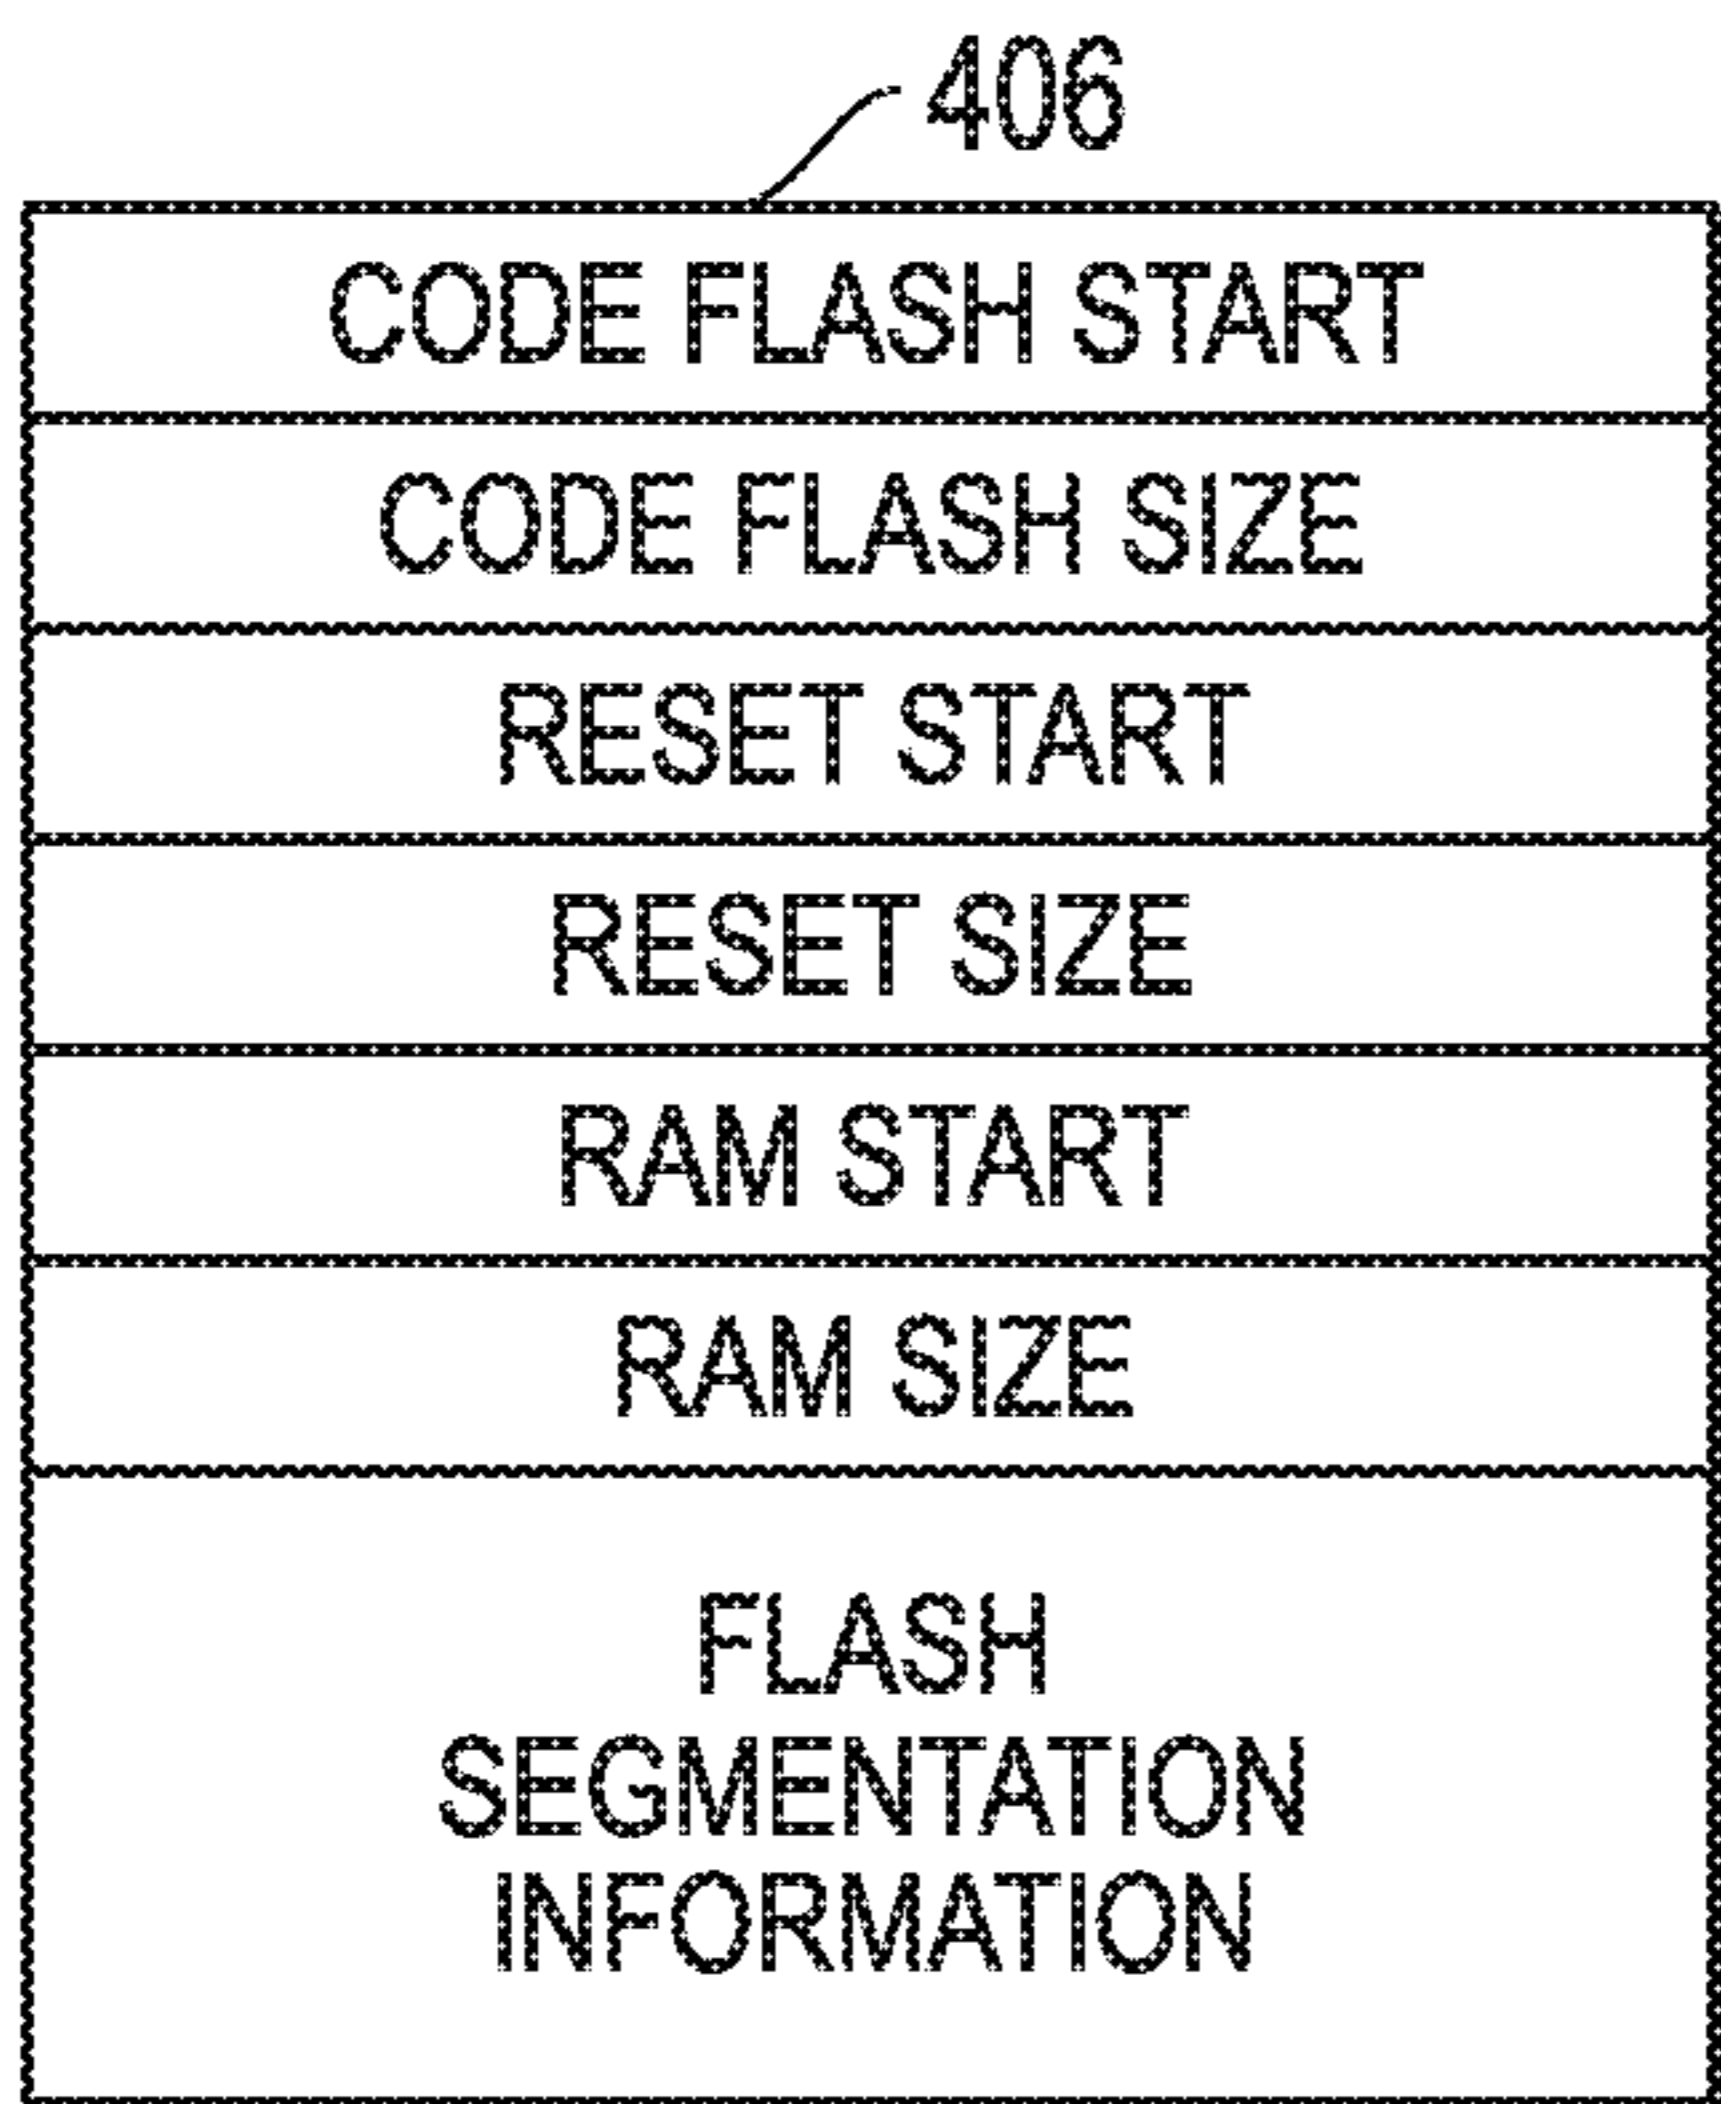 406
CODE FLASH START
CODE FLASH SIZE
RESET START
RESET SIZE
RAM START
RAM SIZE
FLASH
SEGMENTATION
INFORMATION